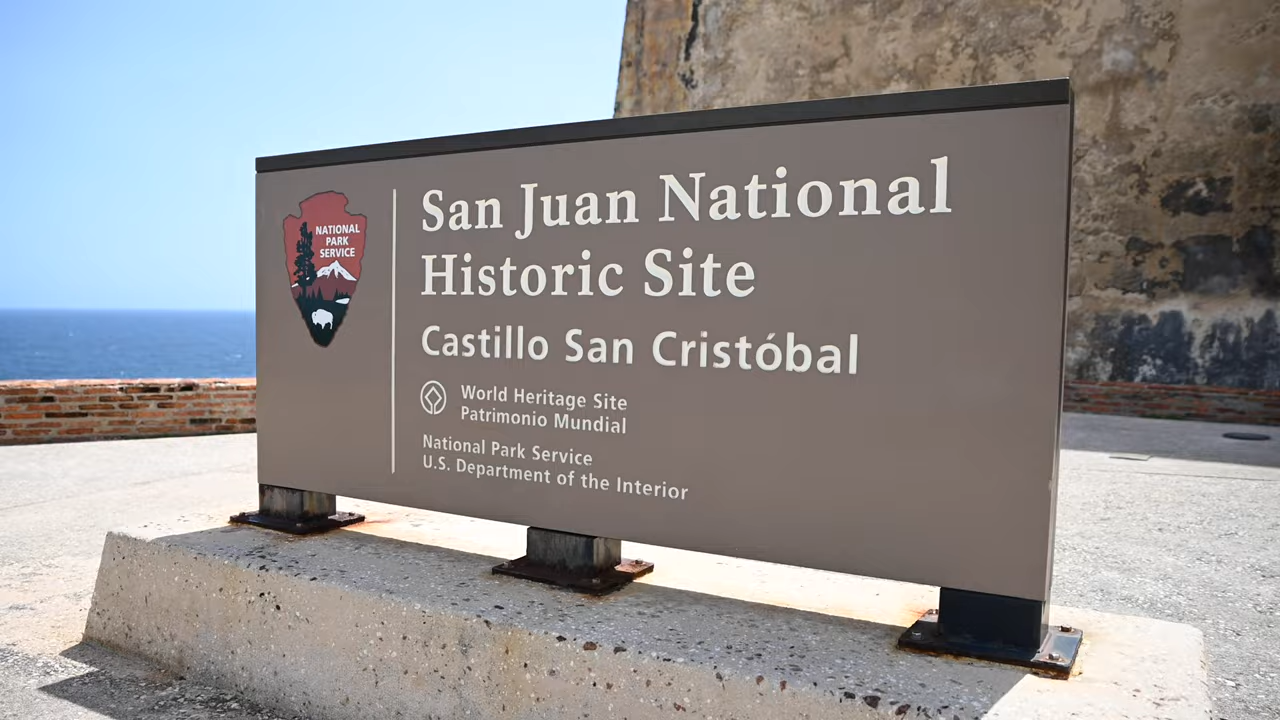 NATIONAL
PARK
SERVICE
San Juan National
Historic Site
Castillo San Cristóbal
World Heritage Site
Patrimonio Mundial
National Park Service
U.S. Department of the Interior